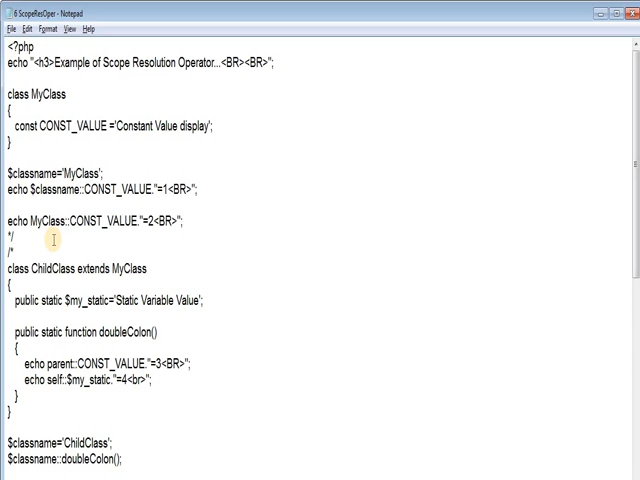 6 ScopeResOper - Notepad
File Edit Format View Help
<?php
echo "<h3>Example of Scope Resolution Operator...<BR><BR>";
class MyClass
{
const CONST_VALUE ='Constant Value display';
}
$classname='MyClass';
echo $classname::CONST_VALUE."=1<BR>";
echo MyClass::CONST_VALUE."=2<BR>";
*/
/*
class ChildClass extends MyClass
{
public static $my_static='Static Variable Value';
public static function doubleColon()
{
echo parent::CONST_VALUE."=3<BR>";
echo self::$my_static."=4<br>";
}
}
$classname='ChildClass';
$classname::doubleColon();